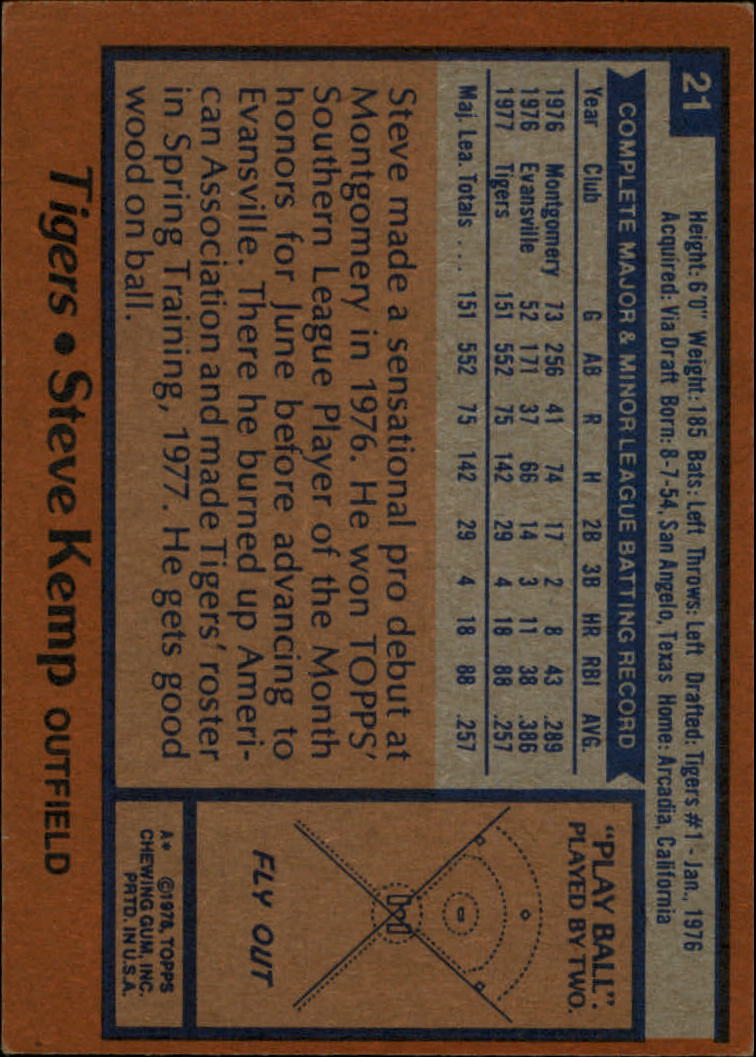 21
Height: 6'0" Weight: 185 Bats: Left Throws: Left Drafted: Tigers #1 - Jan., 1976
Acquired: Via Draft Born: 8-7-54, San Angelo, Texas Home: Arcadia, California
COMPLETE MAJOR & MINOR LEAGUE BATTING RECORD
Year Club G AB R H 2B 3B HR RBI AVG.
1976 Montgomery 73 256 41 74 17 2 8 43 .289
1976 Evansville 52 171 37 66 14 3 11 38 .386
1977 Tigers 151 552 75 142 29 4 18 88 .257
Maj. Lea. Totals ... 151 552 75 142 29 4 18 88 .257
Steve made a sensational pro debut at
Montgomery in 1976. He won TOPPS'
Southern League Player of the Month
honors for June before advancing to
Evansville. There he burned up Ameri-
can Association and made Tigers' roster
in Spring Training, 1977. He gets good
wood on ball.
"PLAY BALL":
PLAYED BY TWO.
FLY OUT
A* ©1978, TOPPS
CHEWING GUM, INC.
PRTD. IN U.S.A.
Tigers • Steve Kemp OUTFIELD